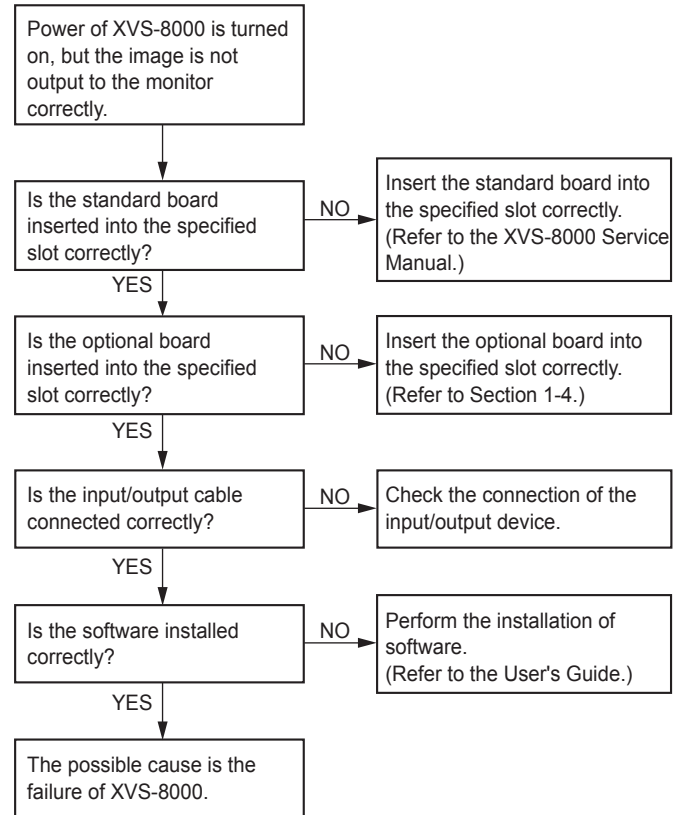 Power of XVS-8000 is turned
on, but the image is not
output to the monitor
correctly.
Is the standard board
inserted into the specified
slot correctly?
NO
Insert the standard board into
the specified slot correctly.
(Refer to the XVS-8000 Service
Manual.)
YES
Is the optional board
inserted into the specified
slot correctly?
NO
Insert the optional board into
the specified slot correctly.
(Refer to Section 1-4.)
YES
Is the input/output cable
connected correctly?
NO
Check the connection of the
input/output device.
YES
Is the software installed
correctly?
NO
Perform the installation of
software.
(Refer to the User's Guide.)
YES
The possible cause is the
failure of XVS-8000.